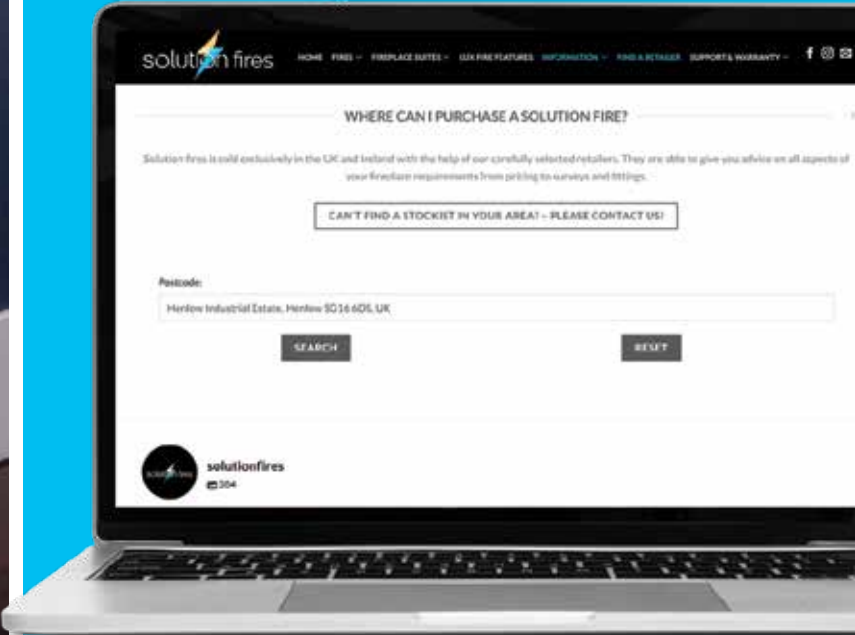 solution fires
HOME FIRES FIREPLACE SUITES LUX FIRE FEATURES INFORMATION FIND A RETAILER SUPPORT & WARRANTY
WHERE CAN I PURCHASE A SOLUTION FIRE?
Solution fires is sold exclusively in the UK and Ireland with the help of our carefully selected retailers. They are able to give you advice on all aspects of
your fireplace requirements from pricing to surveys and fittings.
CAN'T FIND A STOCKIST IN YOUR AREA? – PLEASE CONTACT US!
Postcode:
Henlow Industrial Estate, Henlow SG16 6DS, UK
SEARCH RESET
solutionfires
384